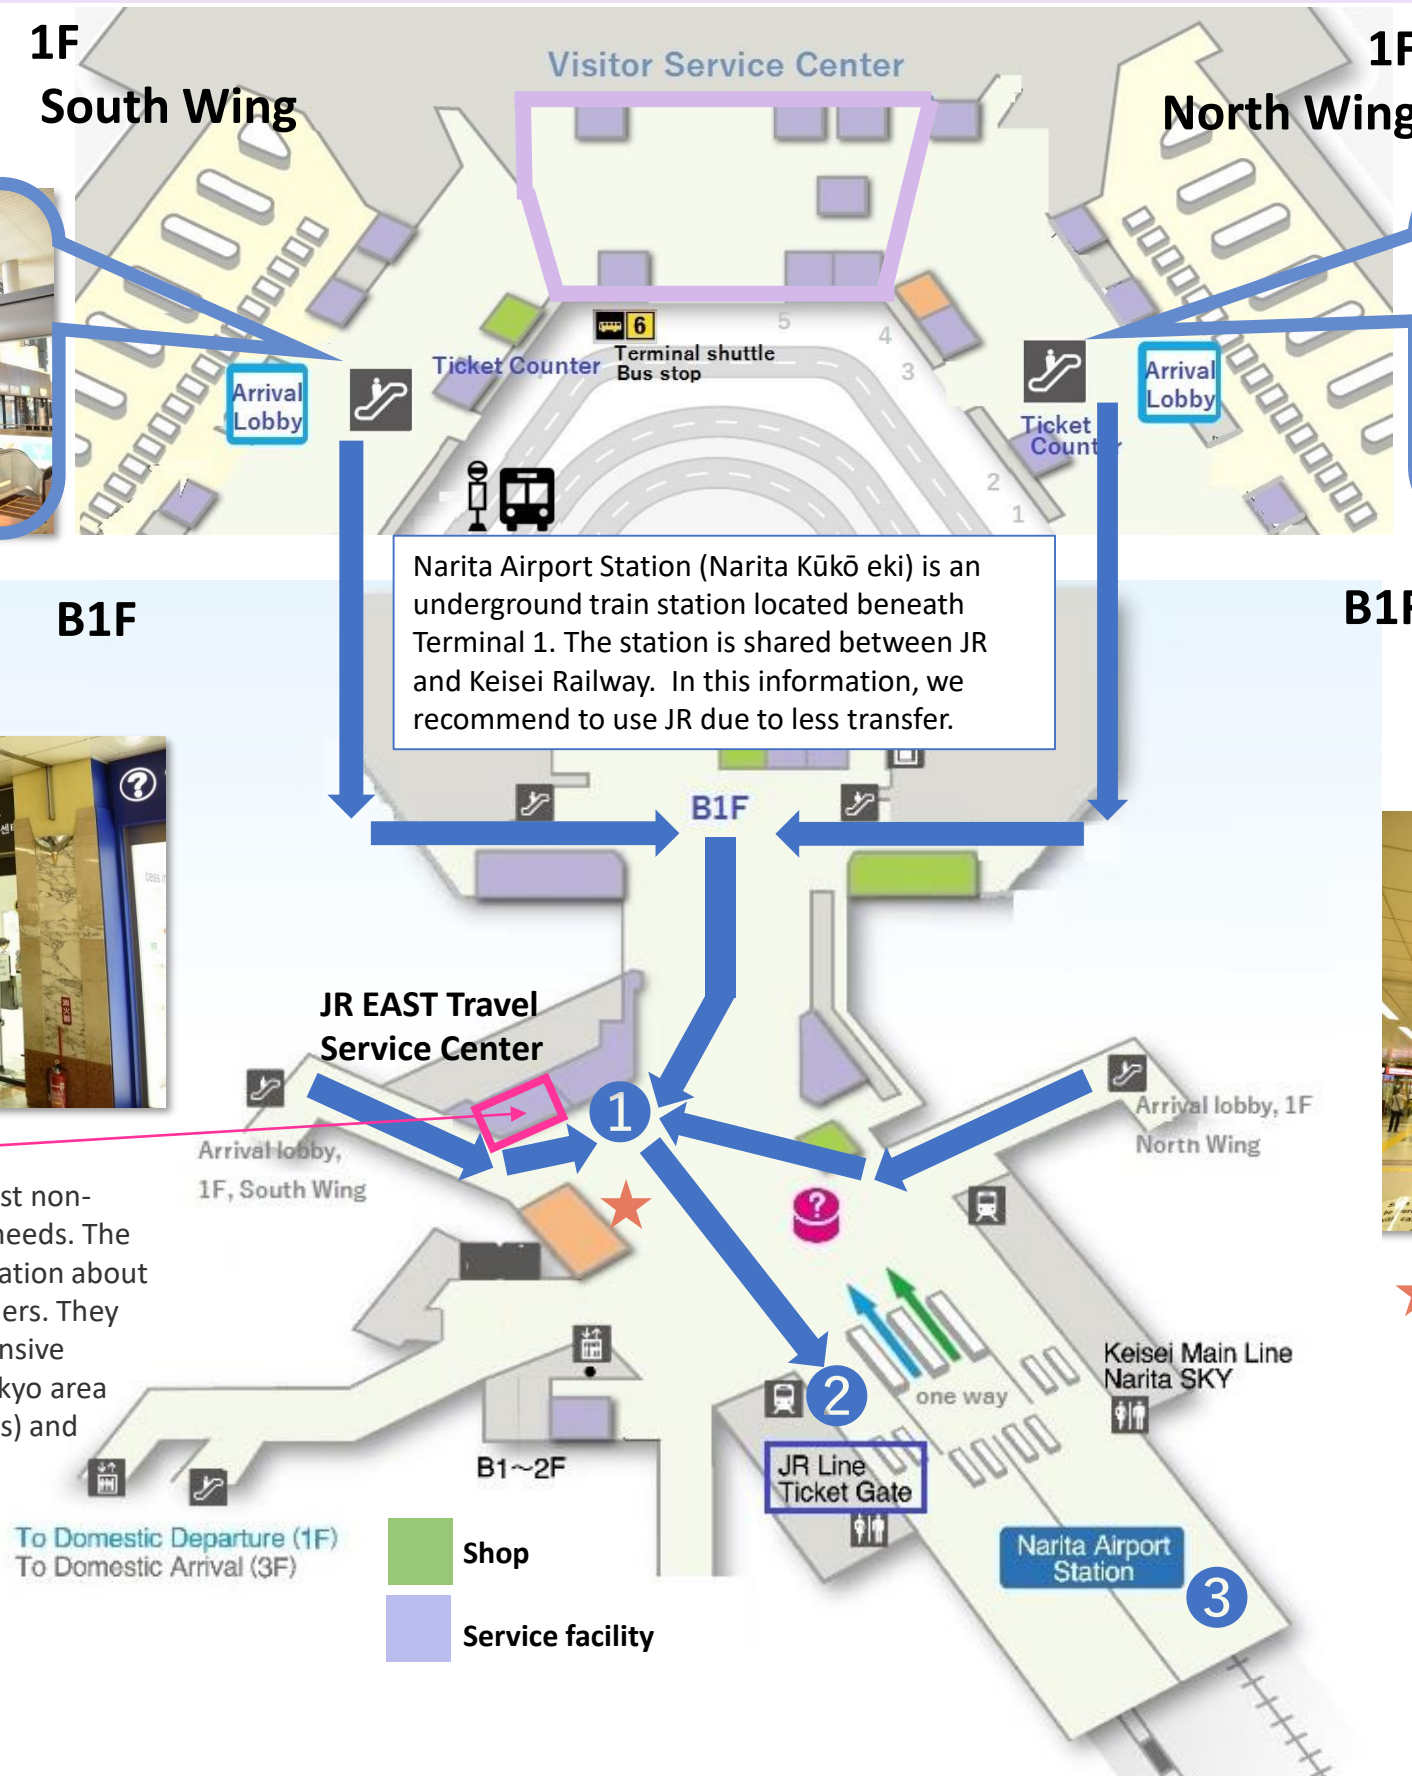 1F
South Wing
Visitor Service Center
1F
North Wing
6
Terminal shuttle
Bus stop
5
4
3
2
1
Ticket Counter
Arrival
Lobby
Arrival
Lobby
Ticket
Counter
Narita Airport Station (Narita Kūkō eki) is an
underground train station located beneath
Terminal 1. The station is shared between JR
and Keisei Railway. In this information, we
recommend to use JR due to less transfer.
B1F
B1F
B1F
?
JR EAST Travel
Service Center
1
Arrival lobby,
1F, South Wing
Arrival lobby, 1F
North Wing
?
st non-
needs. The
ation about
ers. They
nsive
kyo area
s) and
2
one way
Keisei Main Line
Narita SKY
JR Line
Ticket Gate
B1～2F
To Domestic Departure (1F)
To Domestic Arrival (3F)
Narita Airport
Station
3
Shop
Service facility